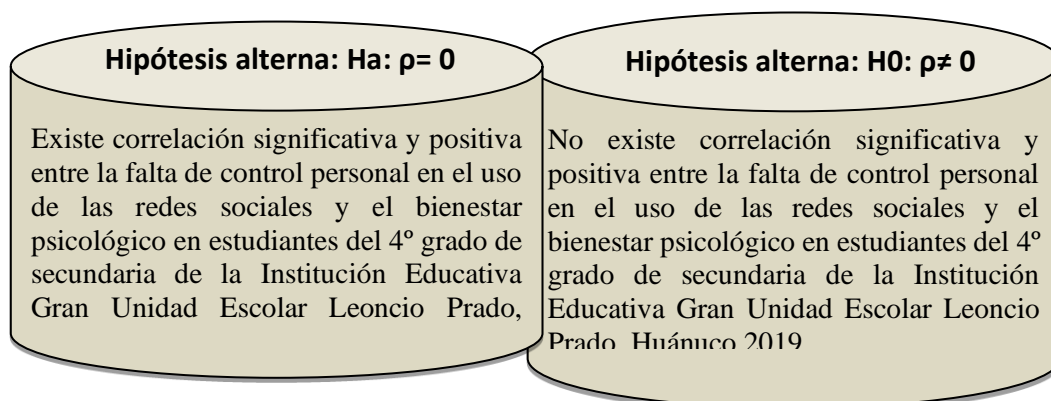 Hipótesis alterna: Ha: ρ= 0
Existe correlación significativa y positiva
entre la falta de control personal en el uso
de las redes sociales y el bienestar
psicológico en estudiantes del 4º grado de
secundaria de la Institución Educativa
Gran Unidad Escolar Leoncio Prado,
Hipótesis alterna: H0: ρ≠ 0
No existe correlación significativa y
positiva entre la falta de control personal
en el uso de las redes sociales y el
bienestar psicológico en estudiantes del 4º
grado de secundaria de la Institución
Educativa Gran Unidad Escolar Leoncio
Prado, Huánuco 2019